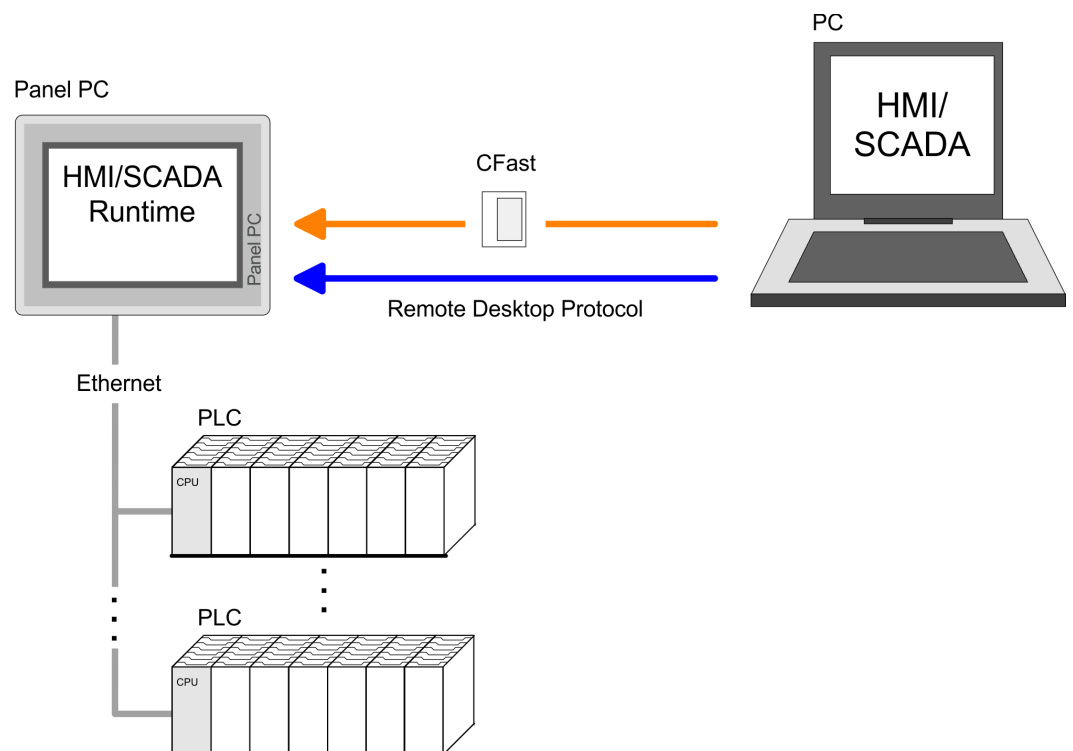 PC
Panel PC
HMI/
SCADA
HMI/SCADA
Runtime
Panel PC
CFast
Remote Desktop Protocol
Ethernet
PLC
CPU
PLC
CPU